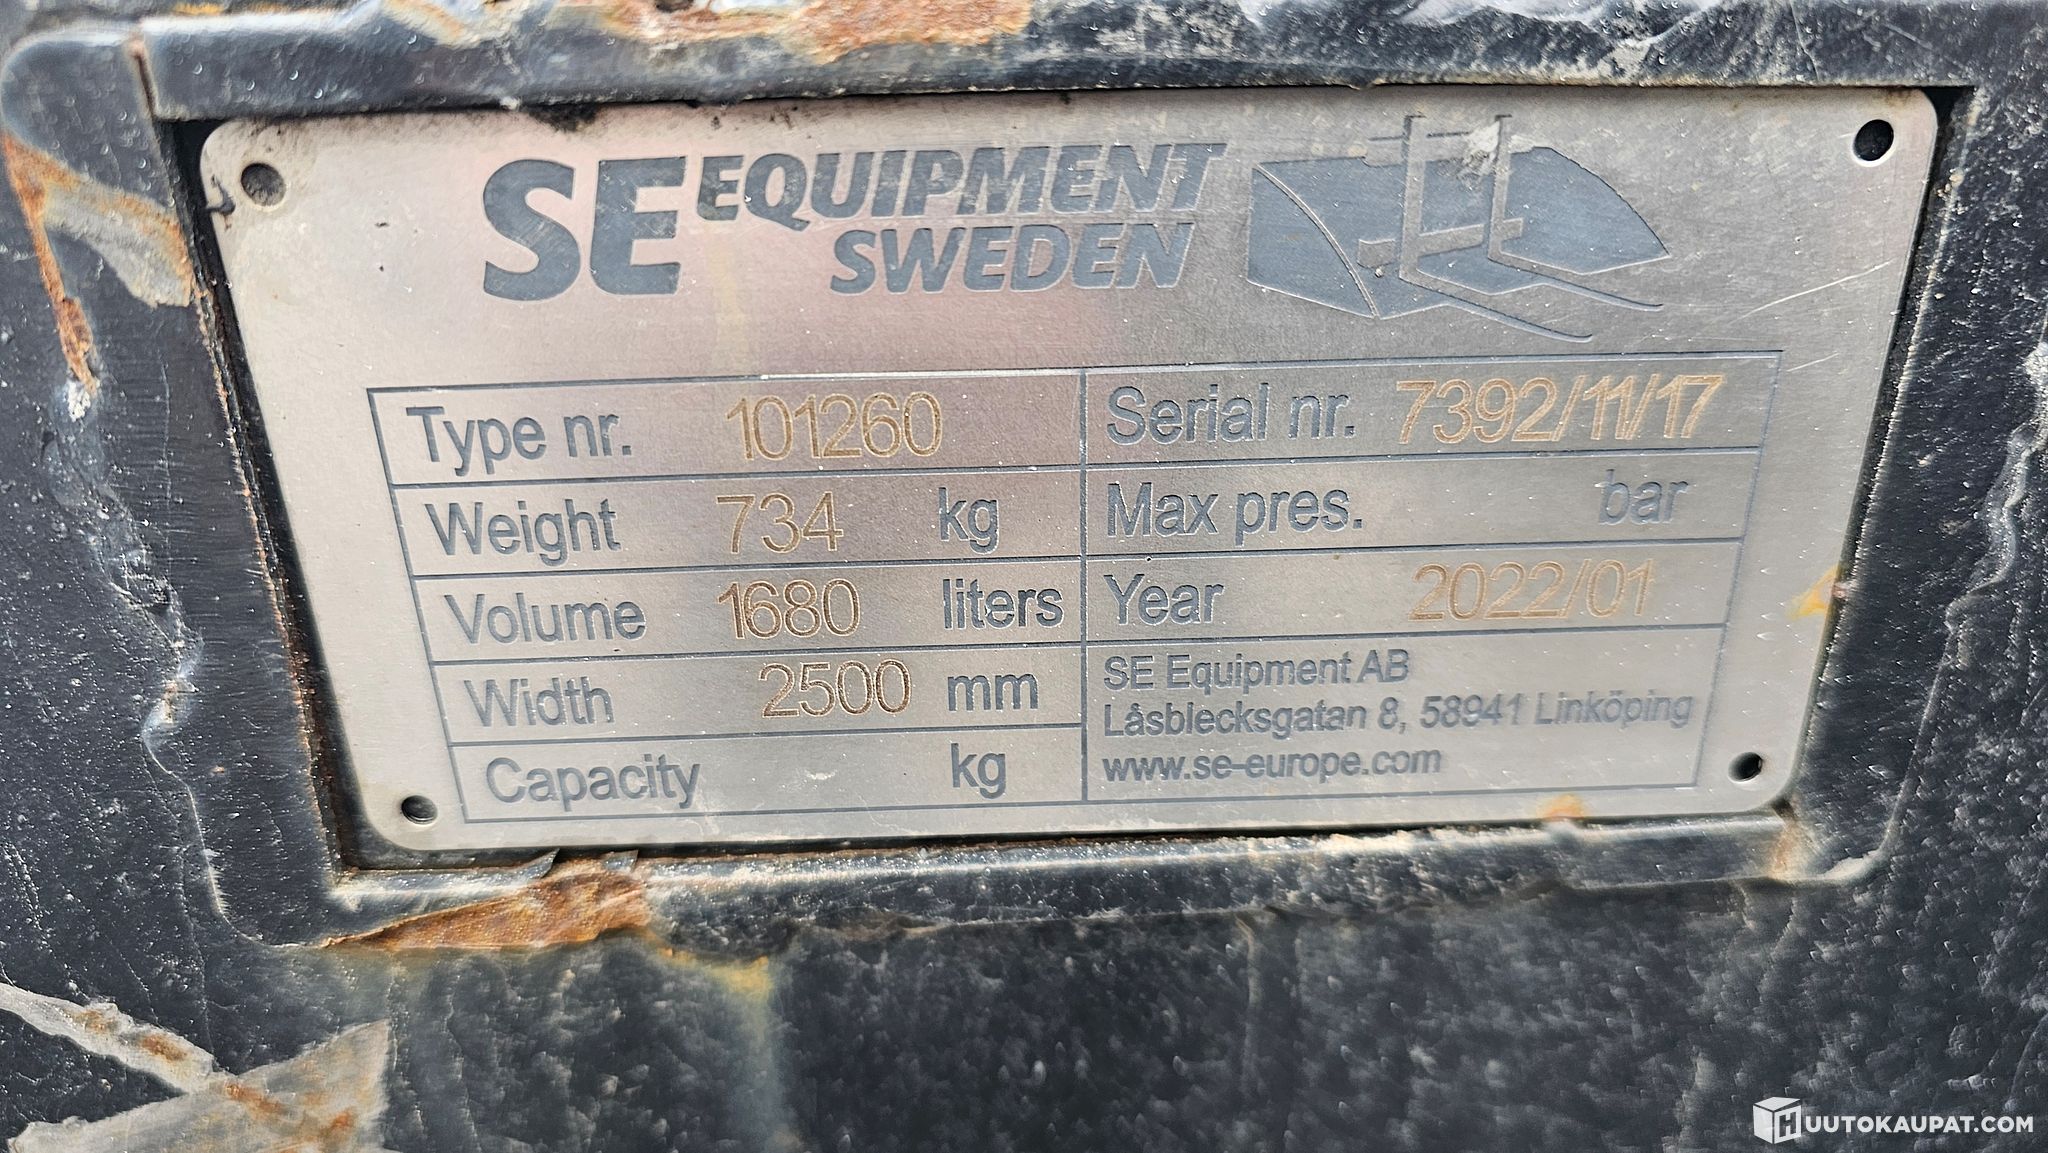 SE EQUIPMENT
SWEDEN
Type nr. 101260
Serial nr. 7392/11/17
Weight 734 kg
Max pres. bar
Volume 1680 liters
Year 2022/01
Width 2500 mm
SE Equipment AB
Låsblecksgatan 8, 58941 Linköping
www.se-europe.com
Capacity kg
HUUTOKAUPAT.COM